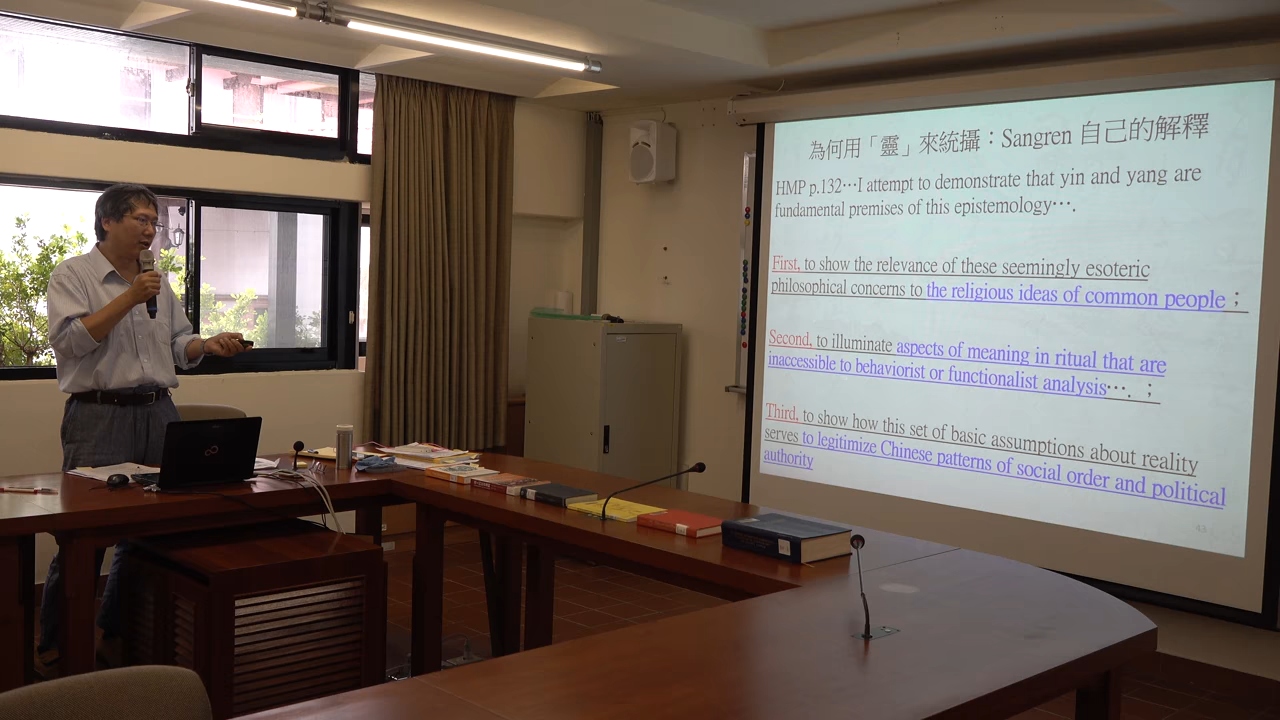 為何用「靈」來統攝：Sangren 自己的解釋
HMP p.132⋯I attempt to demonstrate that yin and yang are
fundamental premises of this epistemology⋯.
First, to show the relevance of these seemingly esoteric
philosophical concerns to the religious ideas of common people；
Second, to illuminate aspects of meaning in ritual that are
inaccessible to behaviorist or functionalist analysis⋯.；
Third, to show how this set of basic assumptions about reality
serves to legitimize Chinese patterns of social order and political
authority
43